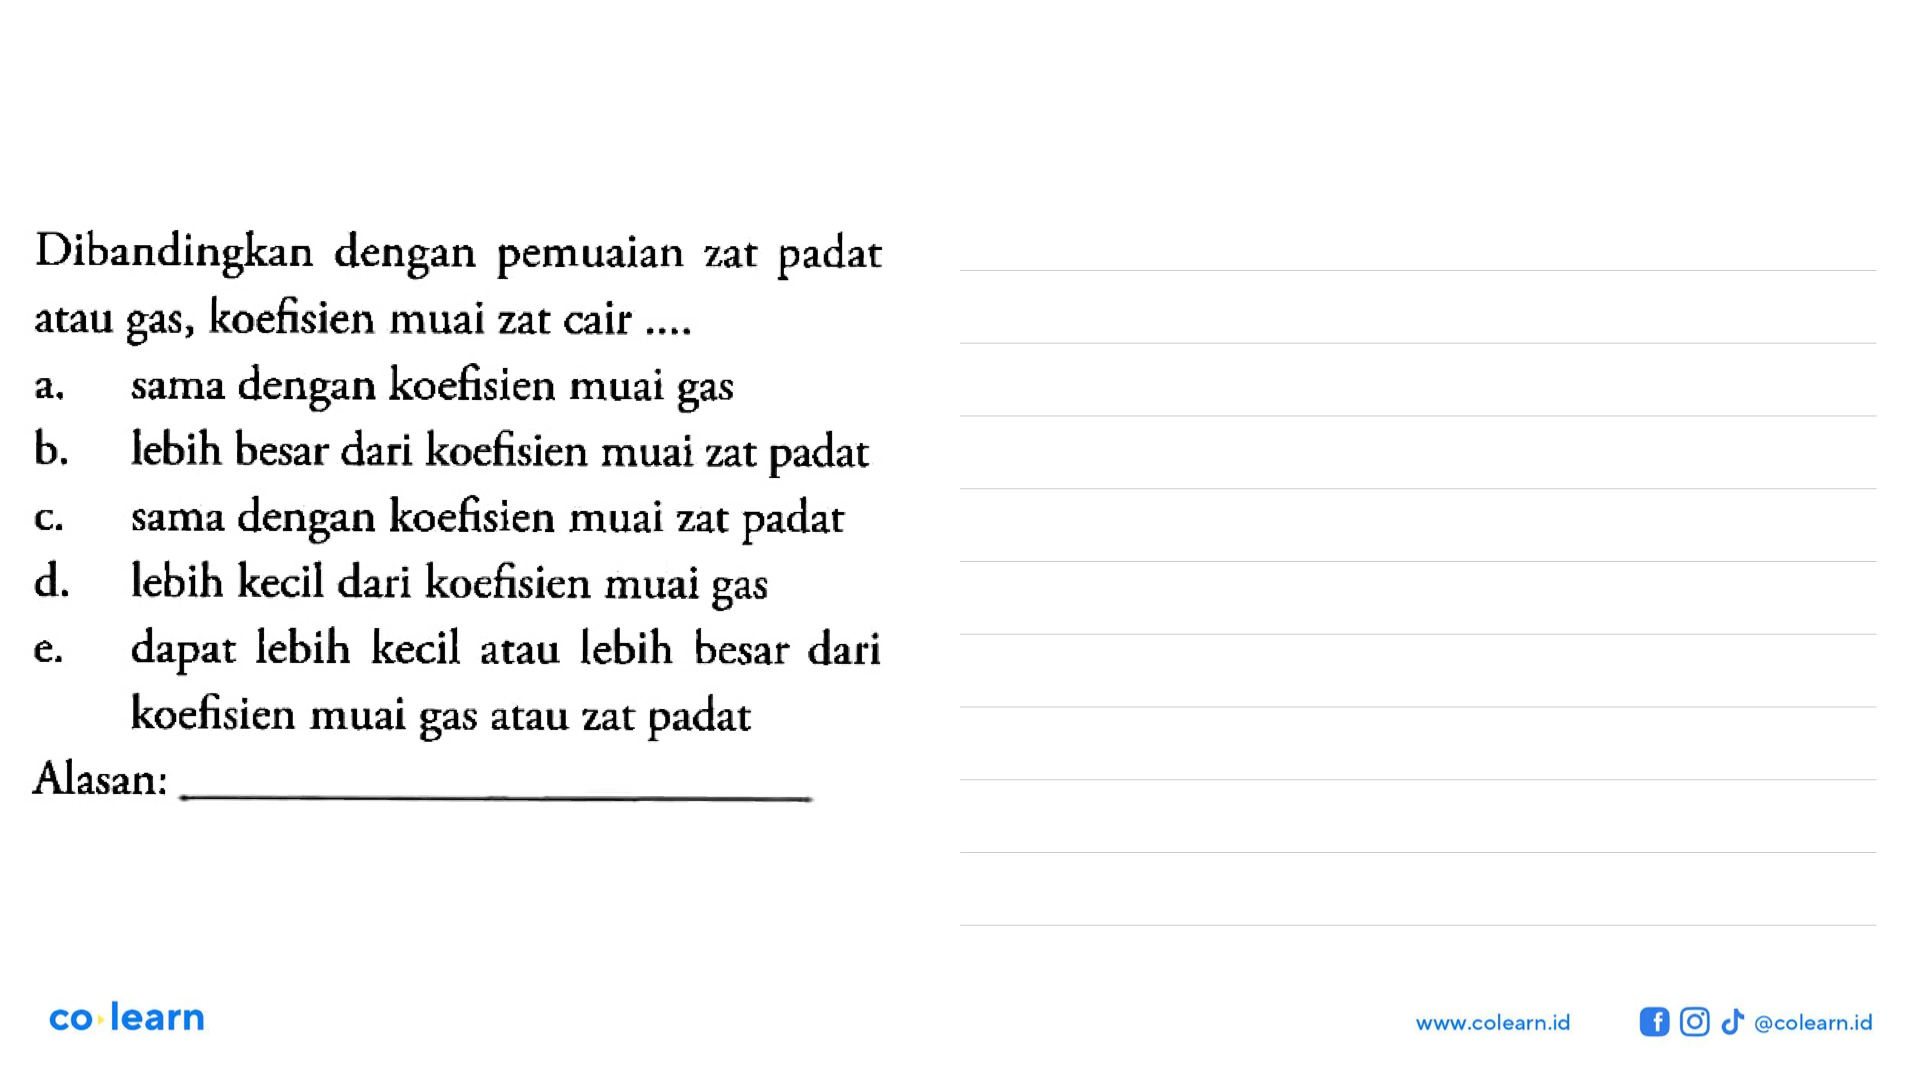 Dibandingkan dengan pemuaian zat padat
atau gas, koefisien muai zat cair ....
a. sama dengan koefisien muai gas
b. lebih besar dari koefisien muai zat padat
c. sama dengan koefisien muai zat padat
d. lebih kecil dari koefisien muai gas
e. dapat lebih kecil atau lebih besar dari
koefisien muai gas atau zat padat
Alasan:
co learn
www.colearn.id
@colearn.id